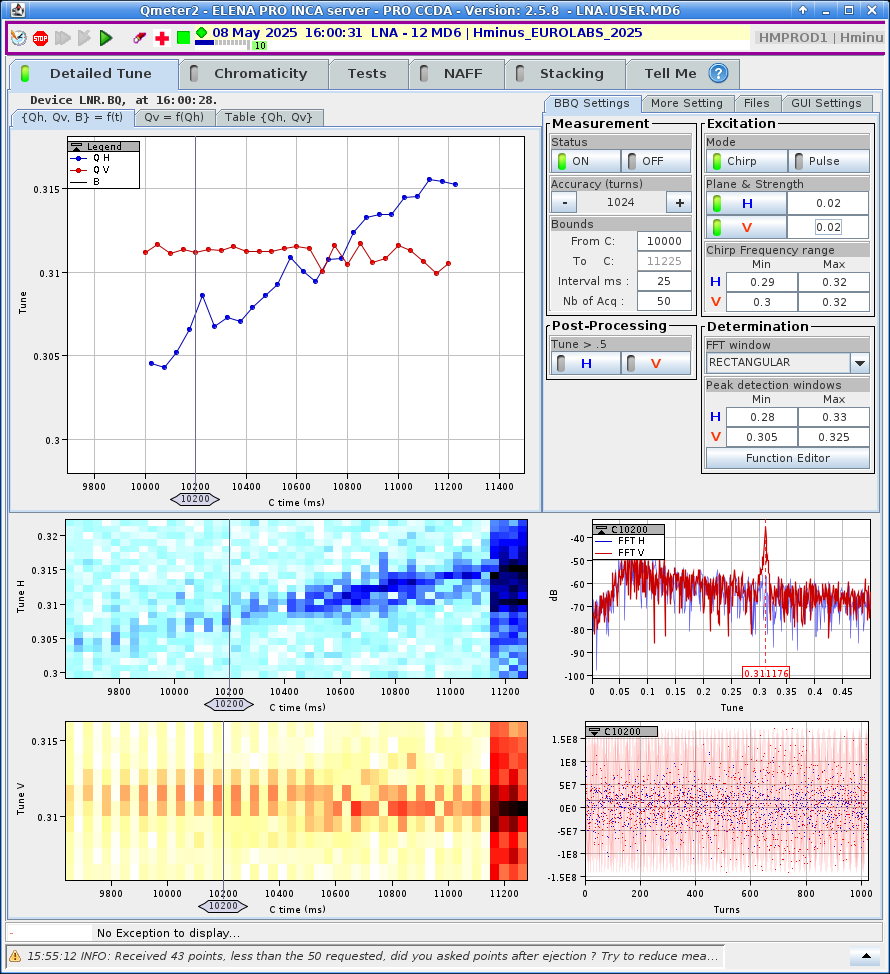 Qmeter2 - ELENA PRO INCA server - PRO CCDA - Version: 2.5.8 - LNA.USER.MD6
STOP
08 May 2025 16:00:31 LNA - 12 MD6 | Hminus_EUROLABS_2025
10
HMPROD1 | Hminu
Detailed Tune
Chromaticity
Tests
NAFF
Stacking
Tell Me
?
Device LNR.BQ, at 16:00:28.
{Qh, Qv, B} = f(t)
Qv = f(Qh)
Table {Qh, Qv}
Legend
Q H
Q V
B
0.315
0.31
0.305
0.3
Tune
9800 10000 10200 10400 10600 10800 11000 11200 11400
10200
C time (ms)
BBQ Settings
More Setting
Files
GUI Settings
Measurement
Status
ON
OFF
Accuracy (turns)
- 1024 +
Bounds
From C: 10000
To C: 11225
Interval ms : 25
Nb of Acq : 50
Post-Processing
Tune > .5
H
V
Excitation
Mode
Chirp
Pulse
Plane & Strength
H 0.02
V 0.02
Chirp Frequency range
Min Max
H 0.29 0.32
V 0.3 0.32
Determination
FFT window
RECTANGULAR
Peak detection windows
Min Max
H 0.28 0.33
V 0.305 0.325
Function Editor
0.32
0.315
0.31
0.305
0.3
Tune H
9800 10000 10200 10400 10600 10800 11000 11200
10200
C time (ms)
C10200
FFT H
FFT V
-40
-50
-60
-70
-80
-90
-100
dB
0.311176
0 0.05 0.1 0.15 0.2 0.25 0.3 0.35 0.4 0.45
Tune
0.315
0.31
Tune V
9800 10000 10200 10400 10600 10800 11000 11200
10200
C time (ms)
C10200
1.5E8
1E8
5E7
0E0
-5E7
-1E8
-1.5E8
0 200 400 600 800 1000
Turns
-
No Exception to display...
15:55:12 INFO: Received 43 points, less than the 50 requested, did you asked points after ejection ? Try to reduce mea...